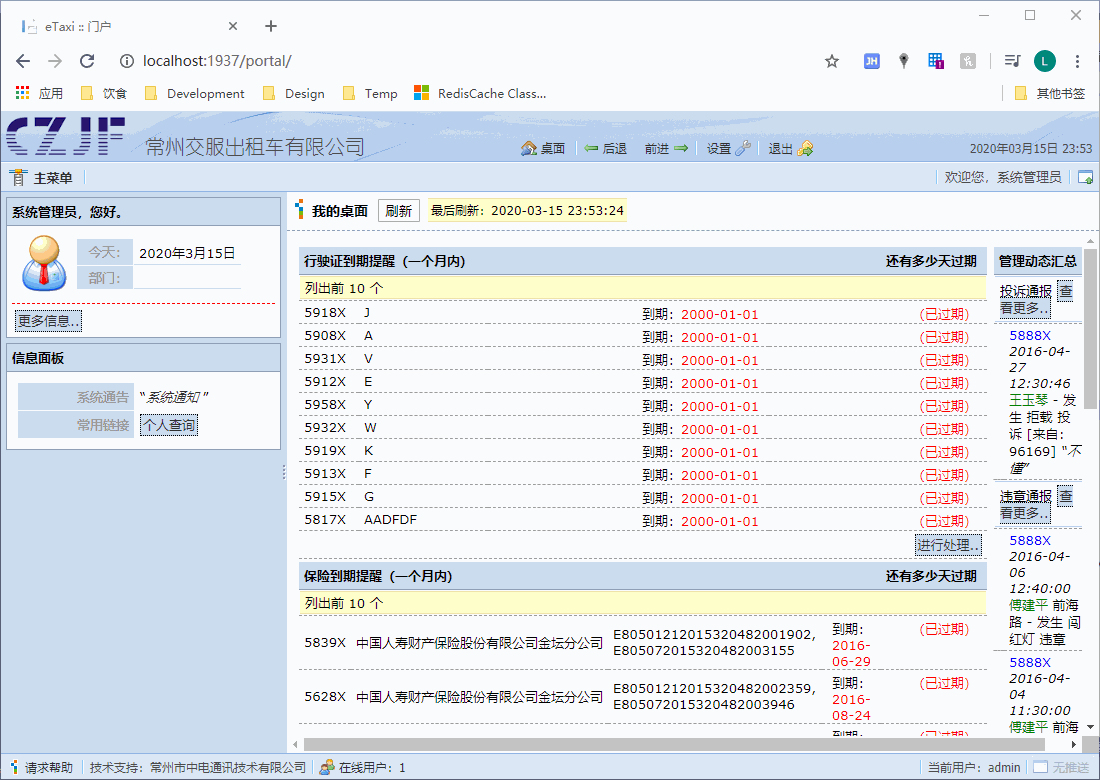 eTaxi :: 门户
localhost:1937/portal/
JH
1
L
应用
饮食
Development
Design
Temp
RedisCache Class...
其他书签
CZJF
常州交服出租车有限公司
桌面
后退
前进
设置
退出
2020年03月15日 23:53
主菜单
欢迎您，系统管理员
系统管理员，您好。
今天：
2020年3月15日
部门：
更多信息..
信息面板
系统通告
“系统通知”
常用链接
个人查询
我的桌面
刷新
最后刷新：2020-03-15 23:53:24
行驶证到期提醒（一个月内）
还有多少天过期
列出前 10 个
5918X J 到期：2000-01-01 (已过期)
5908X A 到期：2000-01-01 (已过期)
5931X V 到期：2000-01-01 (已过期)
5912X E 到期：2000-01-01 (已过期)
5958X Y 到期：2000-01-01 (已过期)
5932X W 到期：2000-01-01 (已过期)
5919X K 到期：2000-01-01 (已过期)
5913X F 到期：2000-01-01 (已过期)
5915X G 到期：2000-01-01 (已过期)
5817X AADFDF 到期：2000-01-01 (已过期)
进行处理..
保险到期提醒（一个月内）
还有多少天过期
列出前 10 个
5839X 中国人寿财产保险股份有限公司金坛分公司
E80501212015320482001902,
E80507201532048​2003155
到期：
2016-
06-29
(已过期)
5628X 中国人寿财产保险股份有限公司金坛分公司
E80501212015320482002359,
E805072015320482003946
到期：
2016-
08-24
(已过期)
到期：
(已过期)
管理动态汇总
投诉通报 查
看更多..
5888X
2016-04-
27
12:30:46
王玉琴 - 发
生 拒载 投
诉 [来自:
96169] “不
懂”
违章通报 查
看更多..
5888X
2016-04-
06
12:40:00
傅建平 前海
路 - 发生 闯
红灯 违章
5888X
2016-04-
04
11:30:00
傅建平 前海
请求帮助
技术支持：常州市中电通讯技术有限公司
在线用户：1
当前用户：admin
无推送